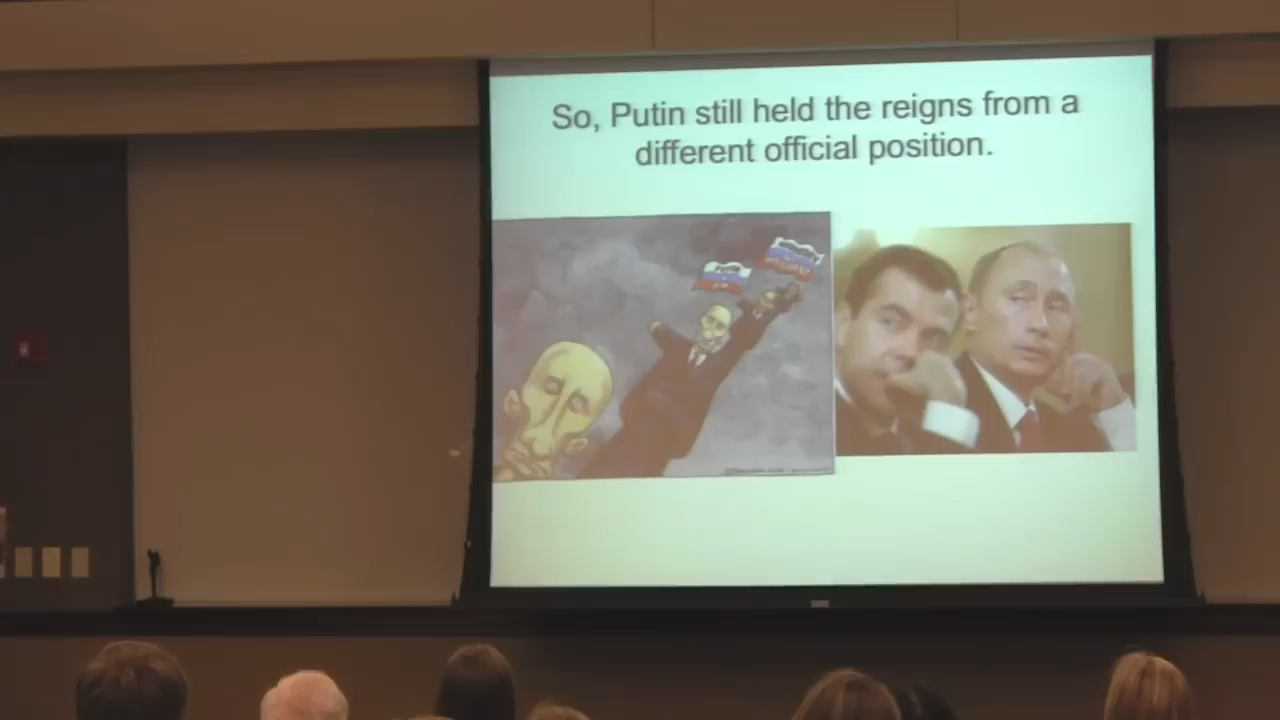 So, Putin still held the reigns from a
different official position.